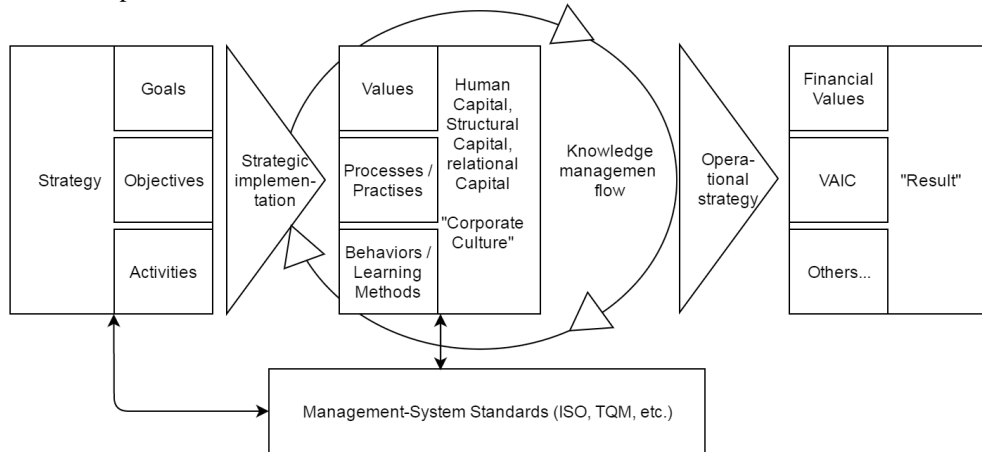 Strategy
Goals
Objectives
Activities
Strategic
implemen-
tation
Values
Processes /
Practises
Behaviors /
Learning
Methods
Human
Capital,
Structural
Capital,
relational
Capital
"Corporate
Culture"
Knowledge
managemen
flow
Opera-
tional
strategy
Financial
Values
VAIC
Others...
"Result"
Management-System Standards (ISO, TQM, etc.)